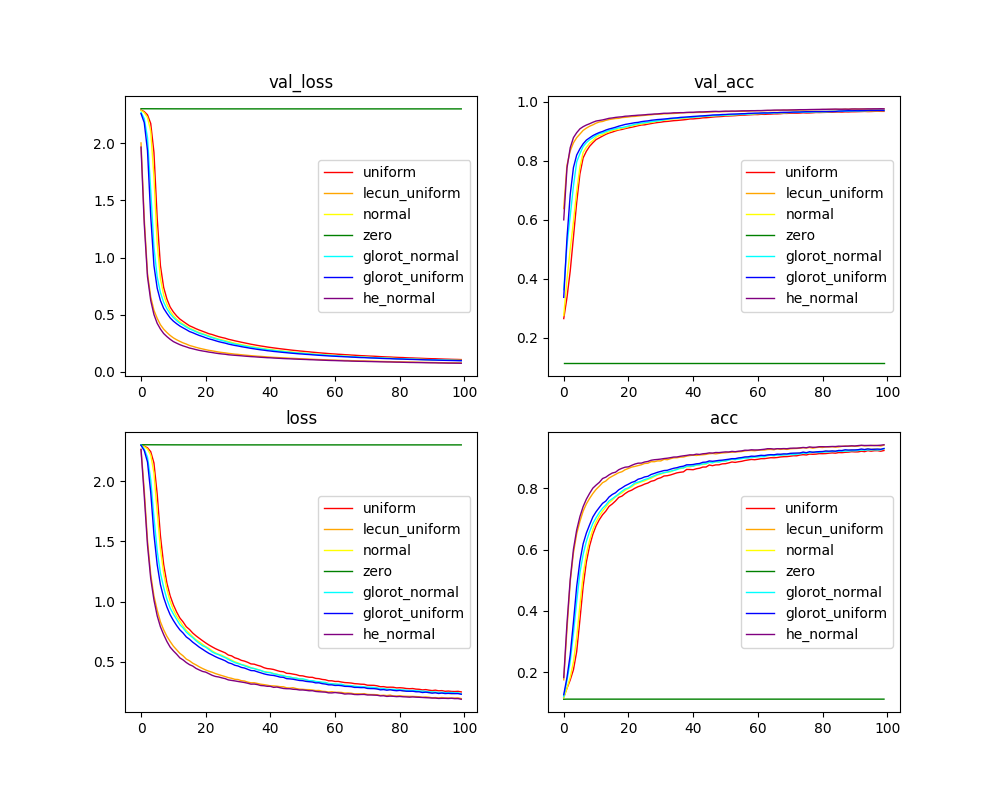 val_loss
2.0
1.5
1.0
0.5
0.0
uniform
lecun_uniform
normal
zero
glorot_normal
glorot_uniform
he_normal
0 20 40 60 80 100
val_acc
1.0
0.8
0.6
0.4
0.2
uniform
lecun_uniform
normal
zero
glorot_normal
glorot_uniform
he_normal
0 20 40 60 80 100
loss
2.0
1.5
1.0
0.5
uniform
lecun_uniform
normal
zero
glorot_normal
glorot_uniform
he_normal
0 20 40 60 80 100
acc
0.8
0.6
0.4
0.2
uniform
lecun_uniform
normal
zero
glorot_normal
glorot_uniform
he_normal
0 20 40 60 80 100